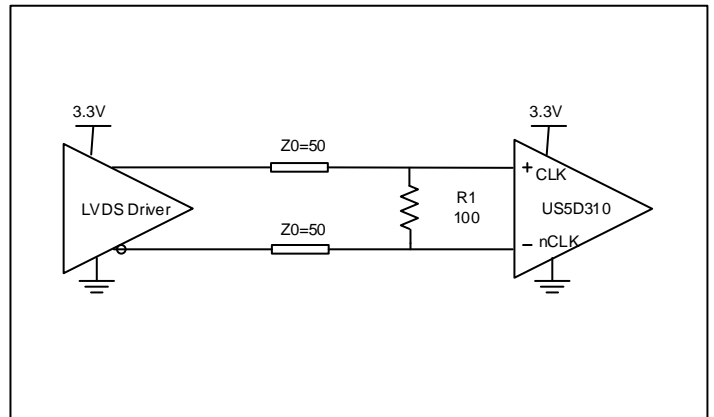 3.3V
3.3V
Z0=50
+ CLK
LVDS Driver
R1
100
US5D310
Z0=50
− nCLK